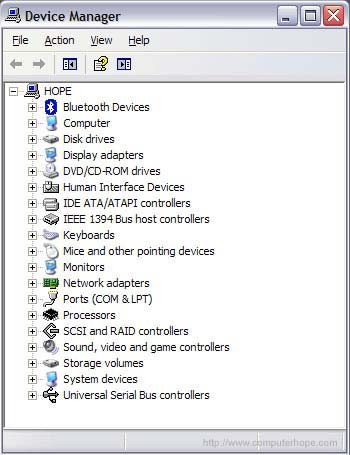 Device Manager
File Action View Help
HOPE
Bluetooth Devices
Computer
Disk drives
Display adapters
DVD/CD-ROM drives
Human Interface Devices
IDE ATA/ATAPI controllers
IEEE 1394 Bus host controllers
Keyboards
Mice and other pointing devices
Monitors
Network adapters
Ports (COM & LPT)
Processors
SCSI and RAID controllers
Sound, video and game controllers
Storage volumes
System devices
Universal Serial Bus controllers
http://www.computerhope.com